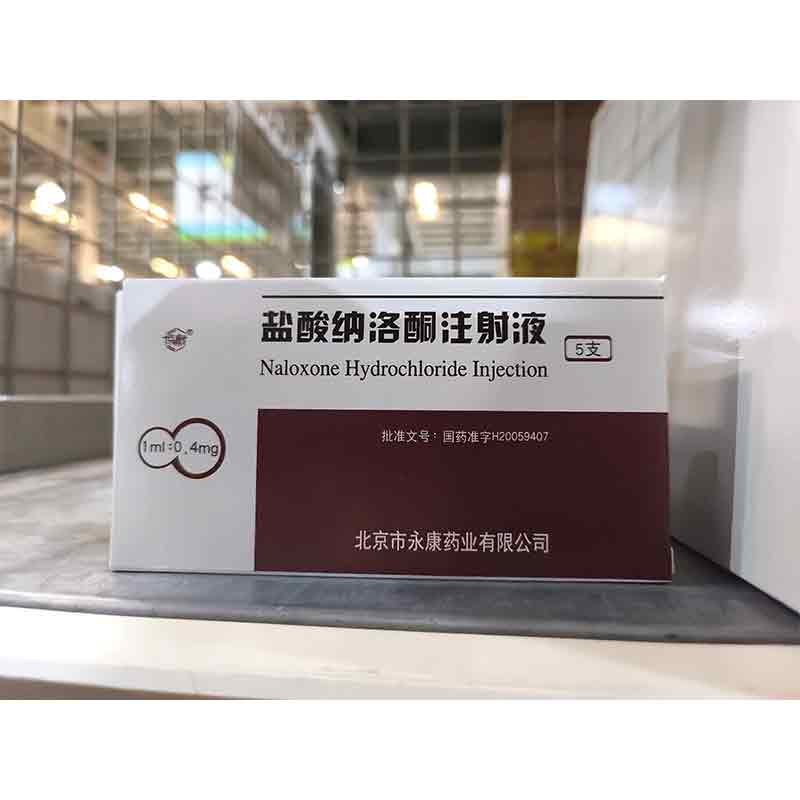 盐酸纳洛酮注射液
5支
Naloxone Hydrochloride Injection
1ml:0.4mg
批准文号：国药准字H20059407
北京市永康药业有限公司